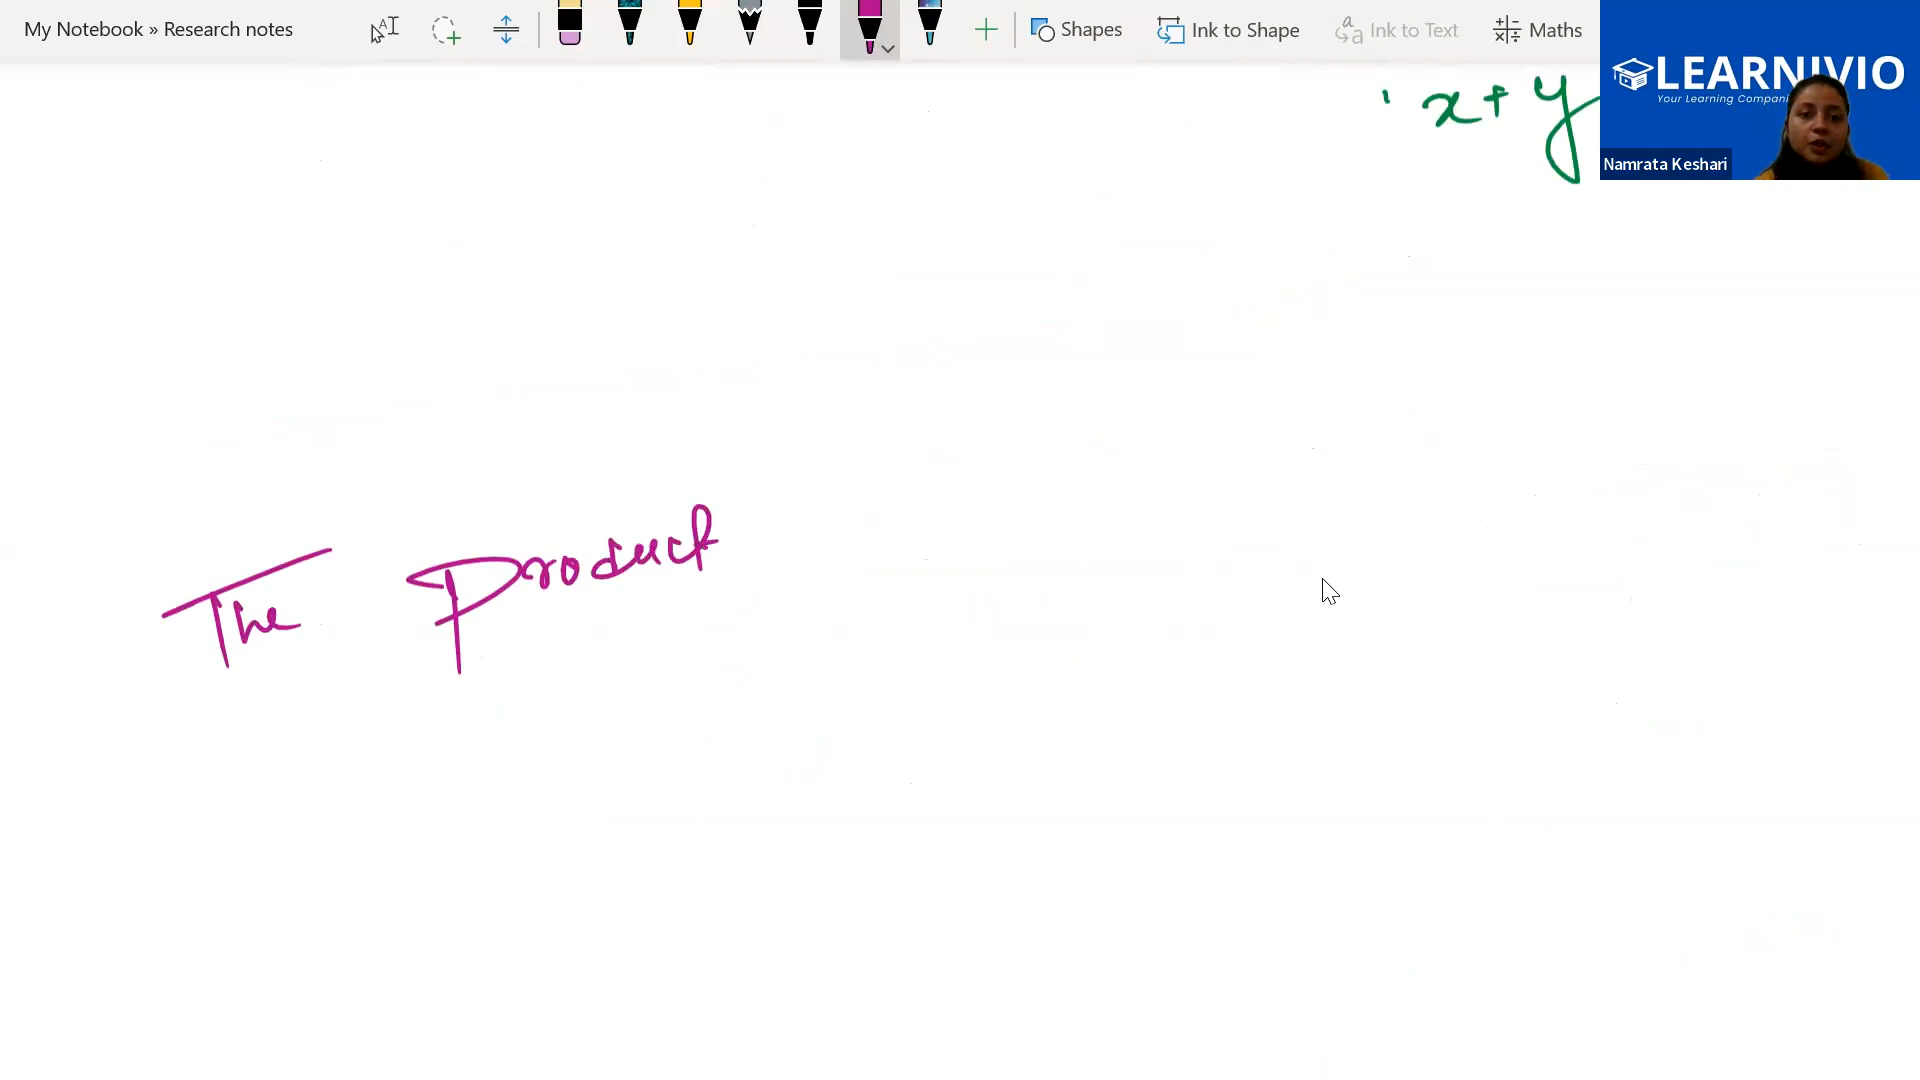 My Notebook » Research notes
Shapes
Ink to Shape
Ink to Text
Maths
LEARNIVIO
Your Learning Compani
Namrata Keshari
x + y
The Product